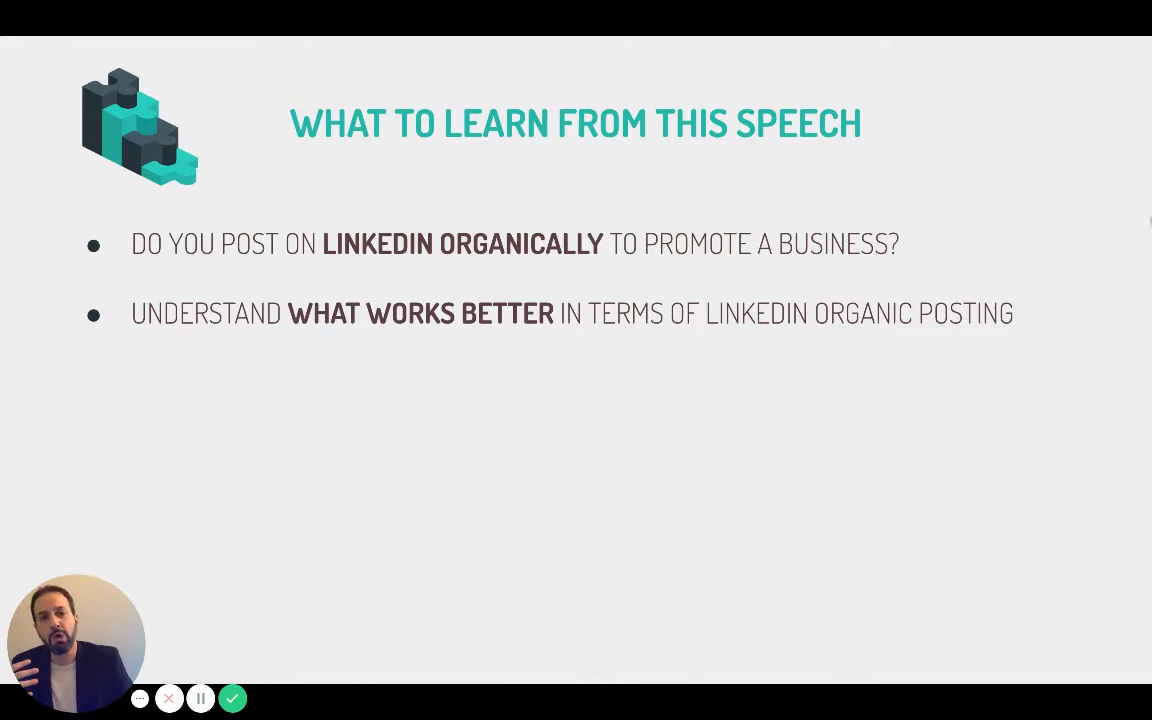 WHAT TO LEARN FROM THIS SPEECH
DO YOU POST ON LINKEDIN ORGANICALLY TO PROMOTE A BUSINESS?
UNDERSTAND WHAT WORKS BETTER IN TERMS OF LINKEDIN ORGANIC POSTING